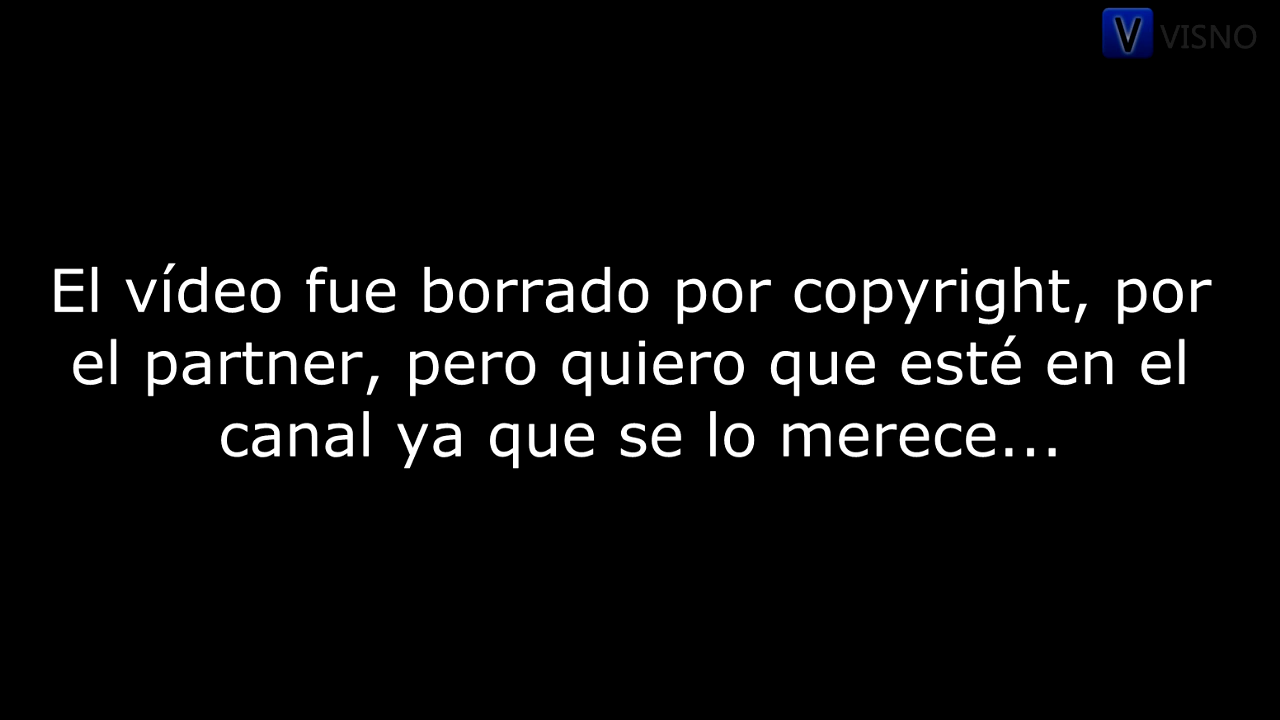 V VISNO
El vídeo fue borrado por copyright, por
el partner, pero quiero que esté en el
canal ya que se lo merece...